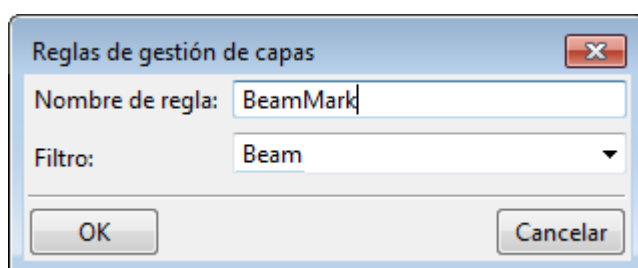 Reglas de gestión de capas
Nombre de regla: BeamMark
Filtro: Beam
OK Cancelar